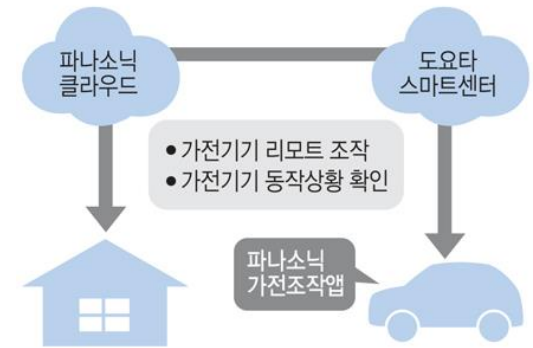 파나소닉
클라우드
도요타
스마트센터
● 가전기기 리모트 조작
● 가전기기 동작상황 확인
파나소닉
가전조작앱